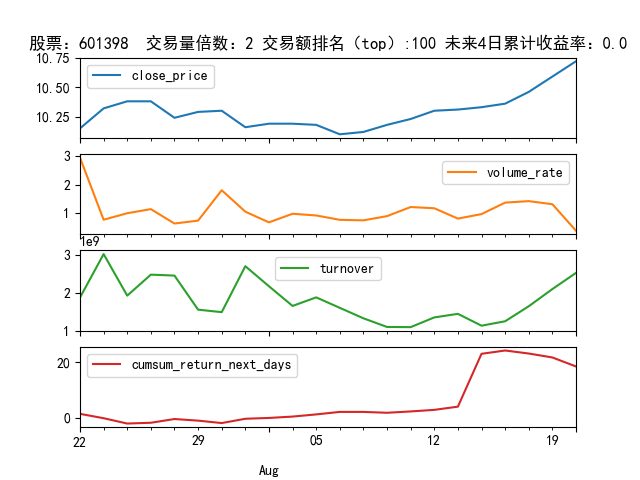 股票：601398  交易量倍数：2 交易额排名（top）:100 未来4日累计收益率：0.0
10.75
10.50
10.25
close_price
3
2
1
volume_rate
1e9
3
2
1
turnover
20
0
cumsum_return_next_days
22 29 05 12 19
Aug